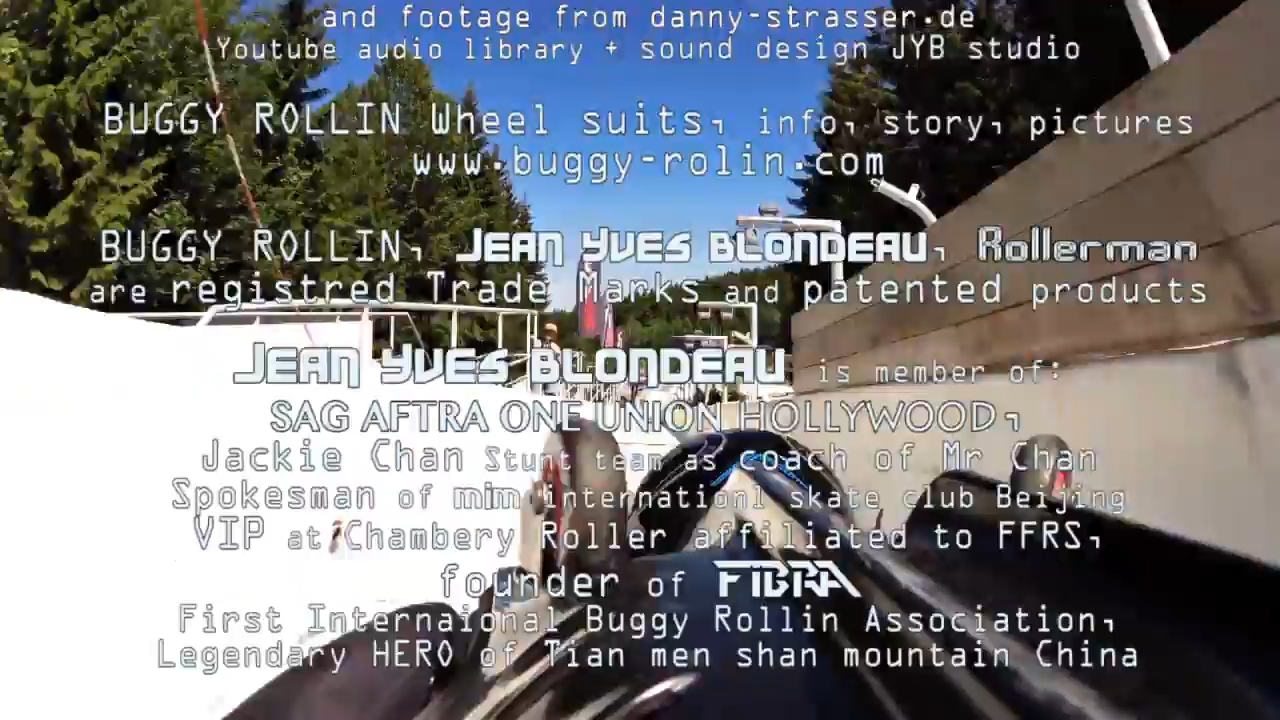 and footage from danny-strasser.de
Youtube audio library + sound design JYB studio
BUGGY ROLLIN Wheel suits, info, story, pictures
www.buggy-rolin.com
BUGGY ROLLIN, JEAN YVES BLONDEAU, Rollerman
are registred Trade Marks and patented products
JEAN YVES BLONDEAU is member of:
SAG AFTRA ONE UNION HOLLYWOOD,
Jackie Chan Stunt team as coach of Mr Chan
Spokesman of mim internationl skate club Beijing
VIP at Chambery Roller affiliated to FFRS,
founder of FIBRA
First Internaional Buggy Rollin Association,
Legendary HERO of Tian men shan mountain China